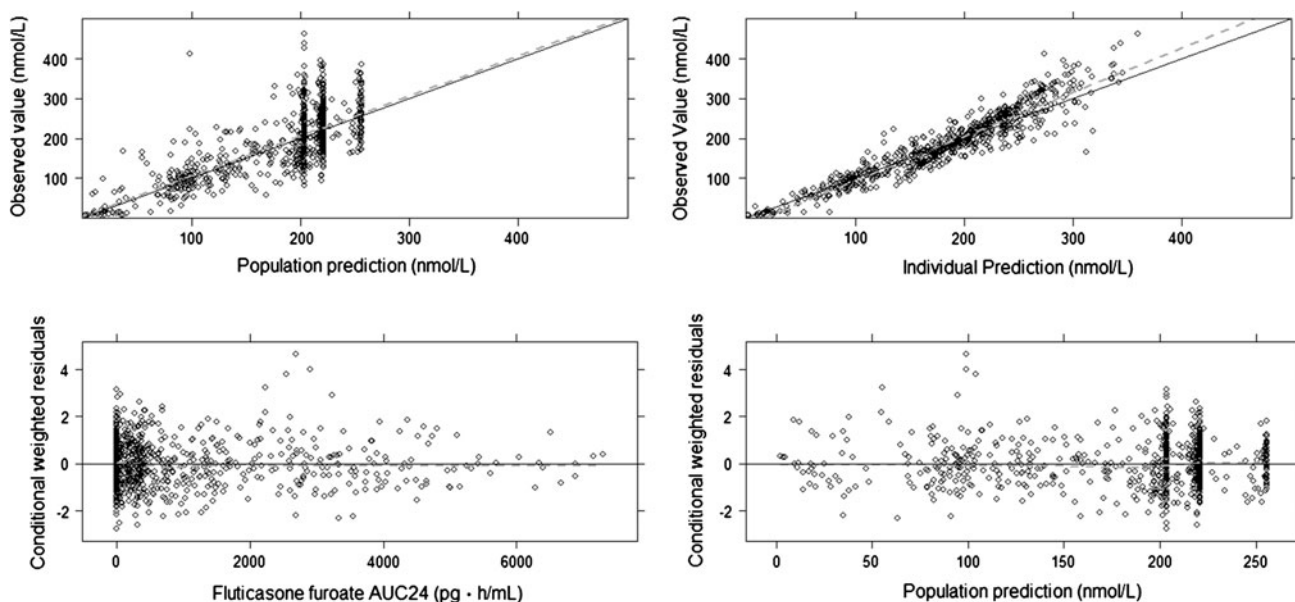 Observed value (nmol/L)
400
300
200
100
100 200 300 400
Population prediction (nmol/L)
Observed Value (nmol/L)
400
300
200
100
100 200 300 400
Individual Prediction (nmol/L)
Conditional weighted residuals
4
2
0
-2
0 2000 4000 6000
Fluticasone furoate AUC24 (pg · h/mL)
Conditional weighted residuals
4
2
0
-2
0 50 100 150 200 250
Population prediction (nmol/L)